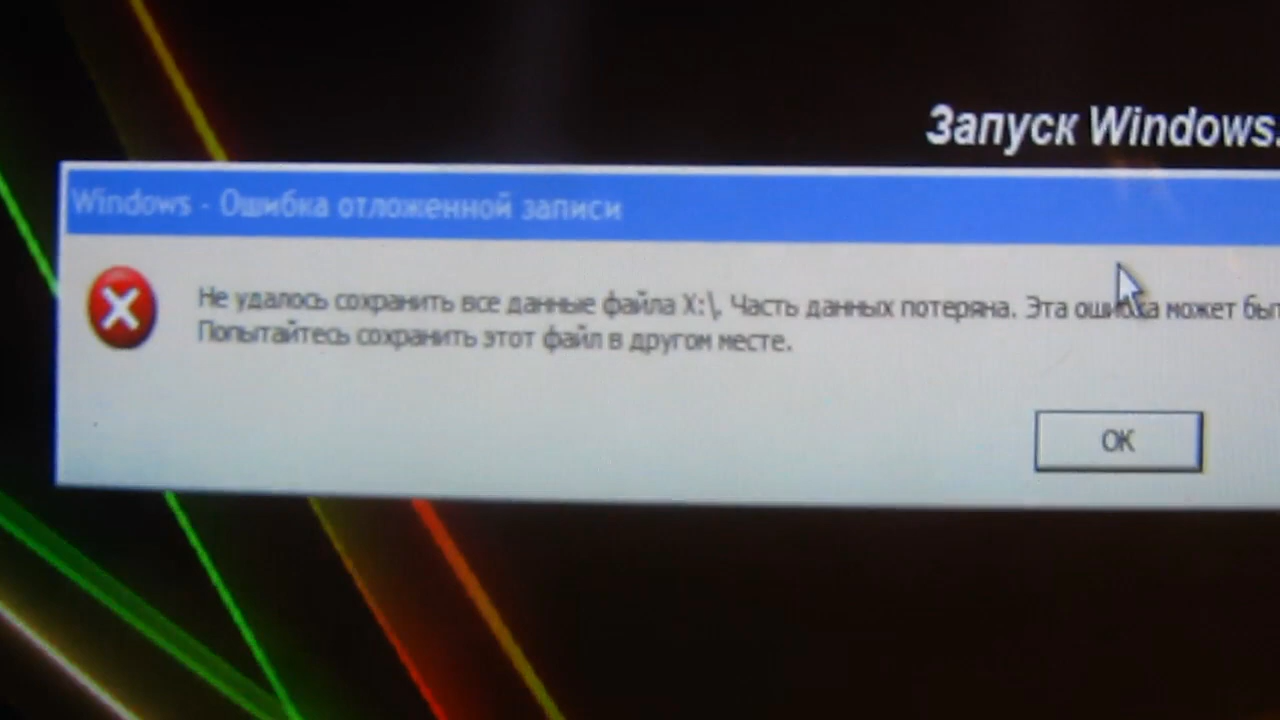 Запуск Windows.
Windows - Ошибка отложенной записи
Не удалось сохранить все данные файла X:\. Часть данных потеряна. Эта ошибка может
Попытайтесь сохранить этот файл в другом месте.
OK